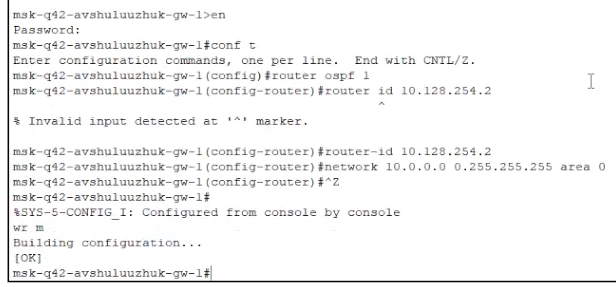 msk-q42-avshuluuzhuk-gw-1>en
Password:
msk-q42-avshuluuzhuk-gw-1#conf t
Enter configuration commands, one per line.  End with CNTL/Z.
msk-q42-avshuluuzhuk-gw-1(config)#router ospf 1
msk-q42-avshuluuzhuk-gw-1(config-router)#router id 10.128.254.2
^
% Invalid input detected at '^' marker.
msk-q42-avshuluuzhuk-gw-1(config-router)#router-id 10.128.254.2
msk-q42-avshuluuzhuk-gw-1(config-router)#network 10.0.0.0 0.255.255.255 area 0
msk-q42-avshuluuzhuk-gw-1(config-router)#^Z
msk-q42-avshuluuzhuk-gw-1#
%SYS-5-CONFIG_I: Configured from console by console
wr m
Building configuration...
[OK]
msk-q42-avshuluuzhuk-gw-1#